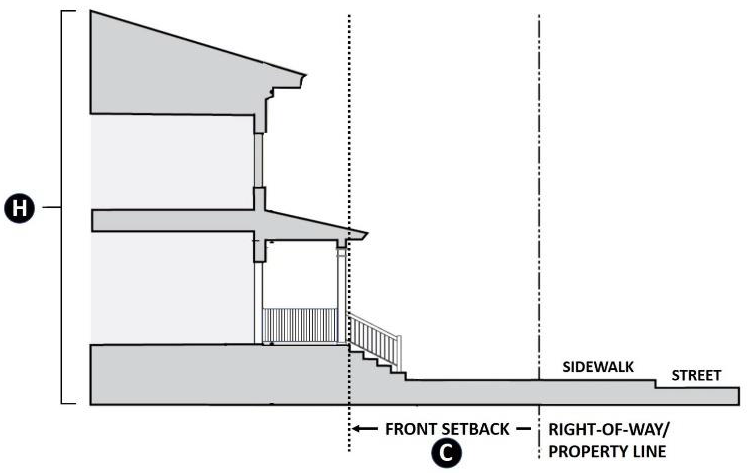 H
SIDEWALK
STREET
FRONT SETBACK
RIGHT-OF-WAY/
PROPERTY LINE
C